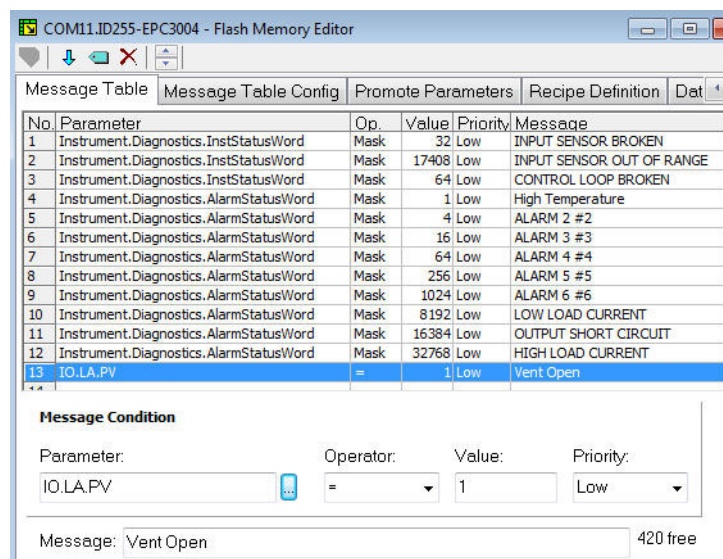 COM11.ID255-EPC3004 - Flash Memory Editor
Message Table Message Table Config Promote Parameters Recipe Definition Dat
No. Parameter Op. Value Priority Message
1 Instrument.Diagnostics.InstStatusWord Mask 32 Low INPUT SENSOR BROKEN
2 Instrument.Diagnostics.InstStatusWord Mask 17408 Low INPUT SENSOR OUT OF RANGE
3 Instrument.Diagnostics.InstStatusWord Mask 64 Low CONTROL LOOP BROKEN
4 Instrument.Diagnostics.AlarmStatusWord Mask 1 Low High Temperature
5 Instrument.Diagnostics.AlarmStatusWord Mask 4 Low ALARM 2 #2
6 Instrument.Diagnostics.AlarmStatusWord Mask 16 Low ALARM 3 #3
7 Instrument.Diagnostics.AlarmStatusWord Mask 64 Low ALARM 4 #4
8 Instrument.Diagnostics.AlarmStatusWord Mask 256 Low ALARM 5 #5
9 Instrument.Diagnostics.AlarmStatusWord Mask 1024 Low ALARM 6 #6
10 Instrument.Diagnostics.AlarmStatusWord Mask 8192 Low LOW LOAD CURRENT
11 Instrument.Diagnostics.AlarmStatusWord Mask 16384 Low OUTPUT SHORT CIRCUIT
12 Instrument.Diagnostics.AlarmStatusWord Mask 32768 Low HIGH LOAD CURRENT
13 IO.LA.PV = 1 Low Vent Open
Message Condition
Parameter: Operator: Value: Priority:
IO.LA.PV ... = 1 Low
Message: Vent Open 420 free